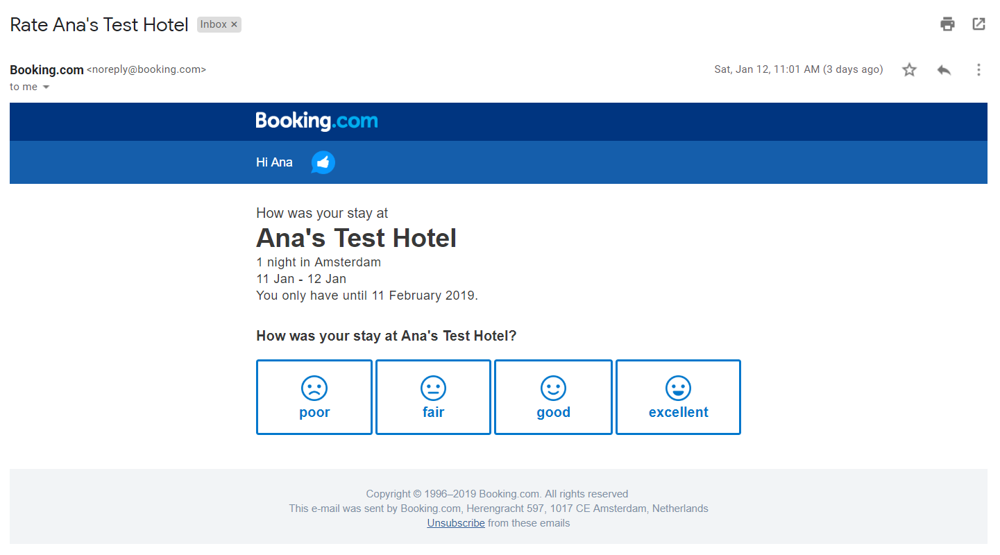 Rate Ana's Test Hotel Inbox ×
Booking.com <noreply@booking.com> Sat, Jan 12, 11:01 AM (3 days ago)
to me
Booking.com
Hi Ana
How was your stay at
Ana's Test Hotel
1 night in Amsterdam
11 Jan - 12 Jan
You only have until 11 February 2019.
How was your stay at Ana's Test Hotel?
poor fair good excellent
Copyright © 1996–2019 Booking.com. All rights reserved
This e-mail was sent by Booking.com, Herengracht 597, 1017 CE Amsterdam, Netherlands
Unsubscribe from these emails